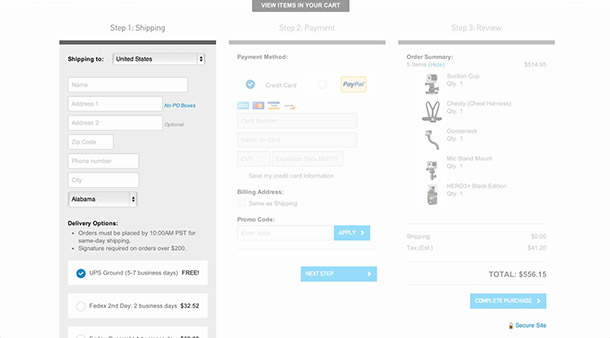 VIEW ITEMS IN YOUR CART
Step 1: Shipping
Shipping to: United States
Name
Address 1 No PO Boxes
Address 2 Optional
Zip Code
Phone number
City
Alabama
Delivery Options:
• Orders must be placed by 10:00AM PST for
same-day shipping.
• Signature required on orders over $200.
UPS Ground (5-7 business days) FREE!
Fedex 2nd Day: 2 business days $32.52
Step 2: Payment
Payment Method:
Credit Card PayPal
Card Number
Name on Card
CVV Expiration Date MM/YY
Save my credit card information
Billing Address:
Same as Shipping
Promo Code:
Enter code APPLY
NEXT STEP
Step 3: Review
Order Summary:
5 Items (Hide) $514.95
Suction Cup
Qty. 1
Chesty (Chest Harness)
Qty. 1
Gooseneck
Qty. 1
Mic Stand Mount
Qty. 1
HERO3+ Black Edition
Qty. 1
Shipping $0.00
Tax (Est.) $41.20
TOTAL: $556.15
COMPLETE PURCHASE
Secure Site